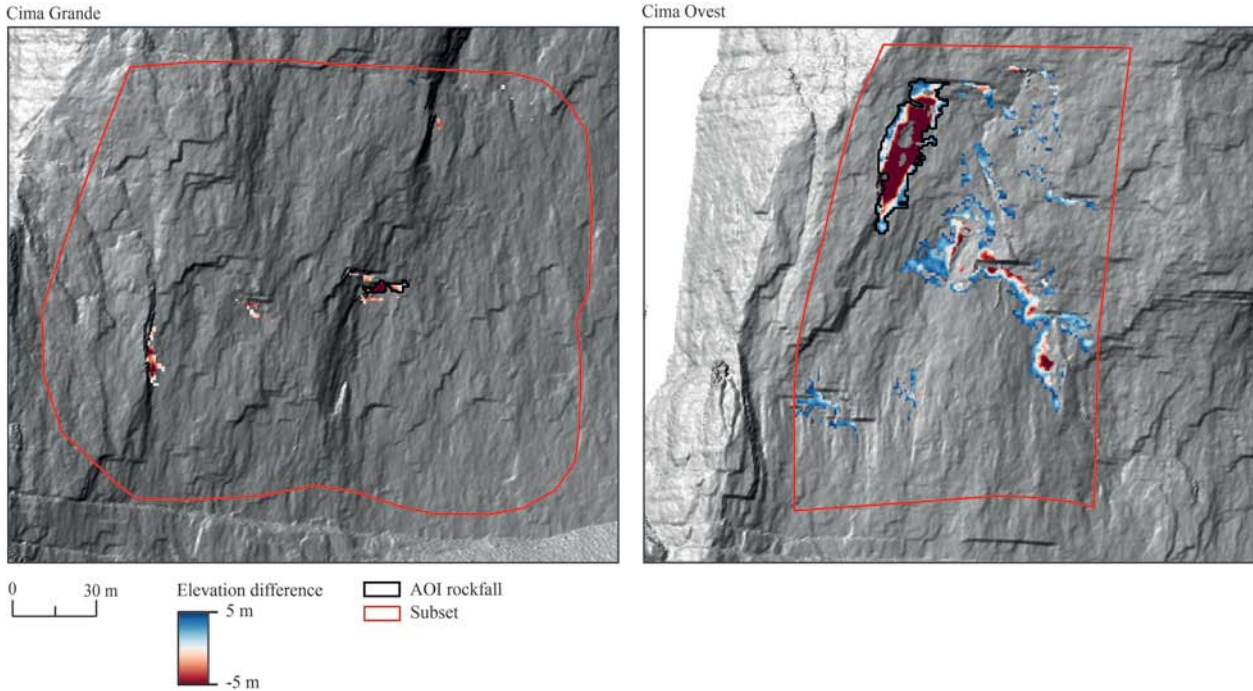 Cima Grande
Cima Ovest
0 30 m
Elevation difference
5 m
-5 m
AOI rockfall
Subset